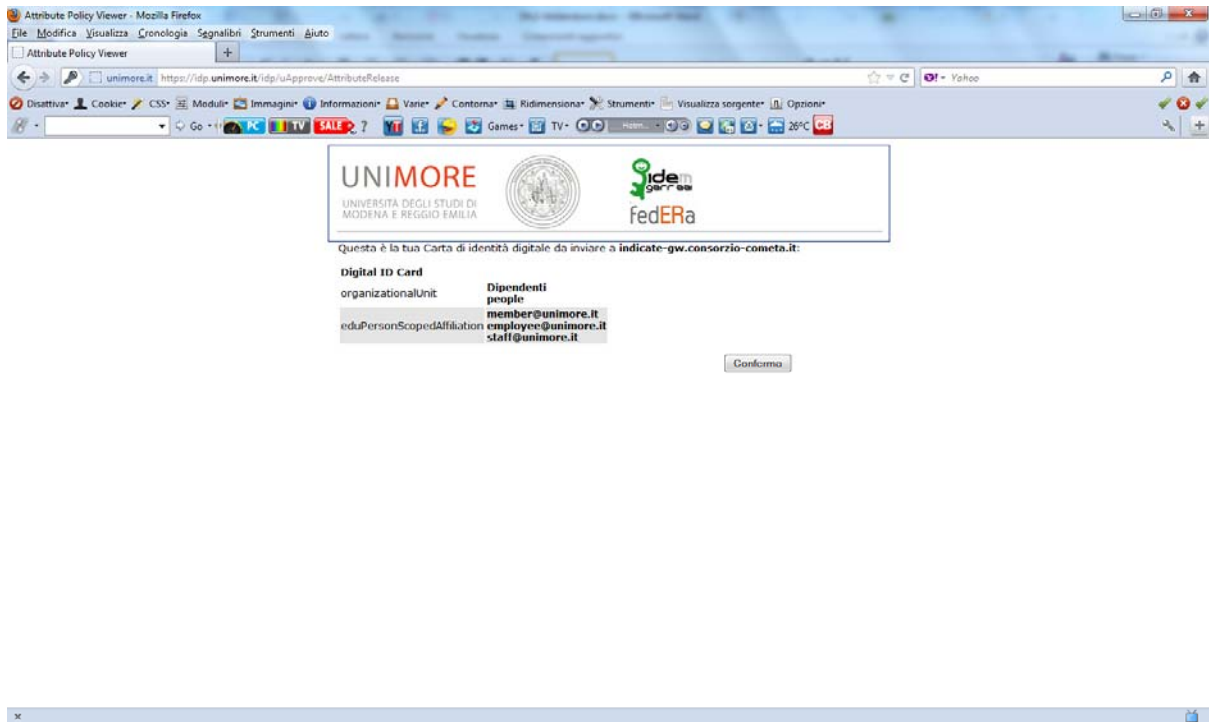 Attribute Policy Viewer - Mozilla Firefox
File Modifica Visualizza Cronologia Segnalibri Strumenti Aiuto
Attribute Policy Viewer +
unimore.it https://idp.unimore.it/idp/uApprove/AttributeRelease Yahoo
Disattiva Cookie CSS Moduli Immagini Informazioni Varie Contorna Ridimensiona Strumenti Visualizza sorgente Opzioni
Go PC TV SALE ? Games TV 26°C CB
UNIMORE
UNIVERSITÀ DEGLI STUDI DI
MODENA E REGGIO EMILIA
idem
garr aai
fedERa
Questa è la tua Carta di identità digitale da inviare a indicate-gw.consorzio-cometa.it:
Digital ID Card
organizationalUnit Dipendenti
people
member@unimore.it
eduPersonScopedAffiliation employee@unimore.it
staff@unimore.it
Conferma